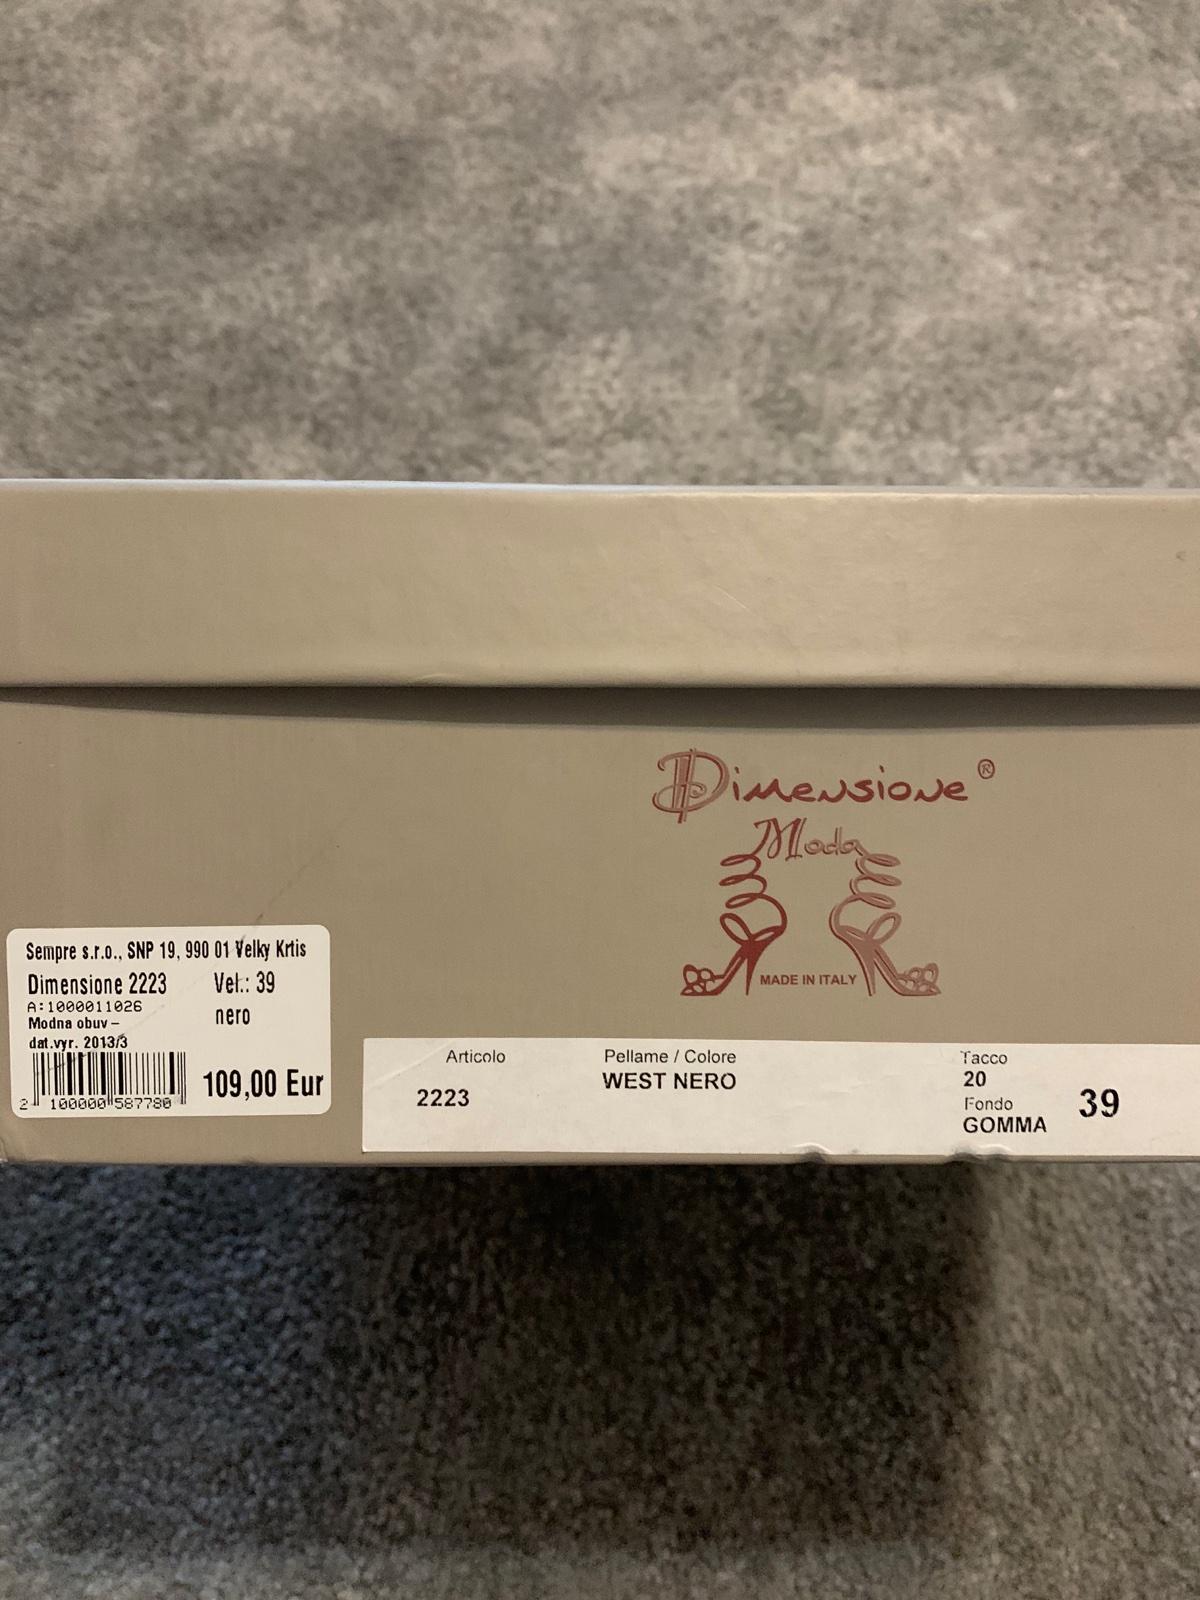 Dimensione®
Moda
MADE IN ITALY
Sempre s.r.o., SNP 19, 990 01 Velky Krtis
Dimensione 2223 Vel.: 39
A:1000011026
nero
Modna obuv –
dat.vyr. 2013/3
109,00 Eur
2 100000 587780
Articolo Pellame / Colore Tacco
2223 WEST NERO 20
Fondo 39
GOMMA